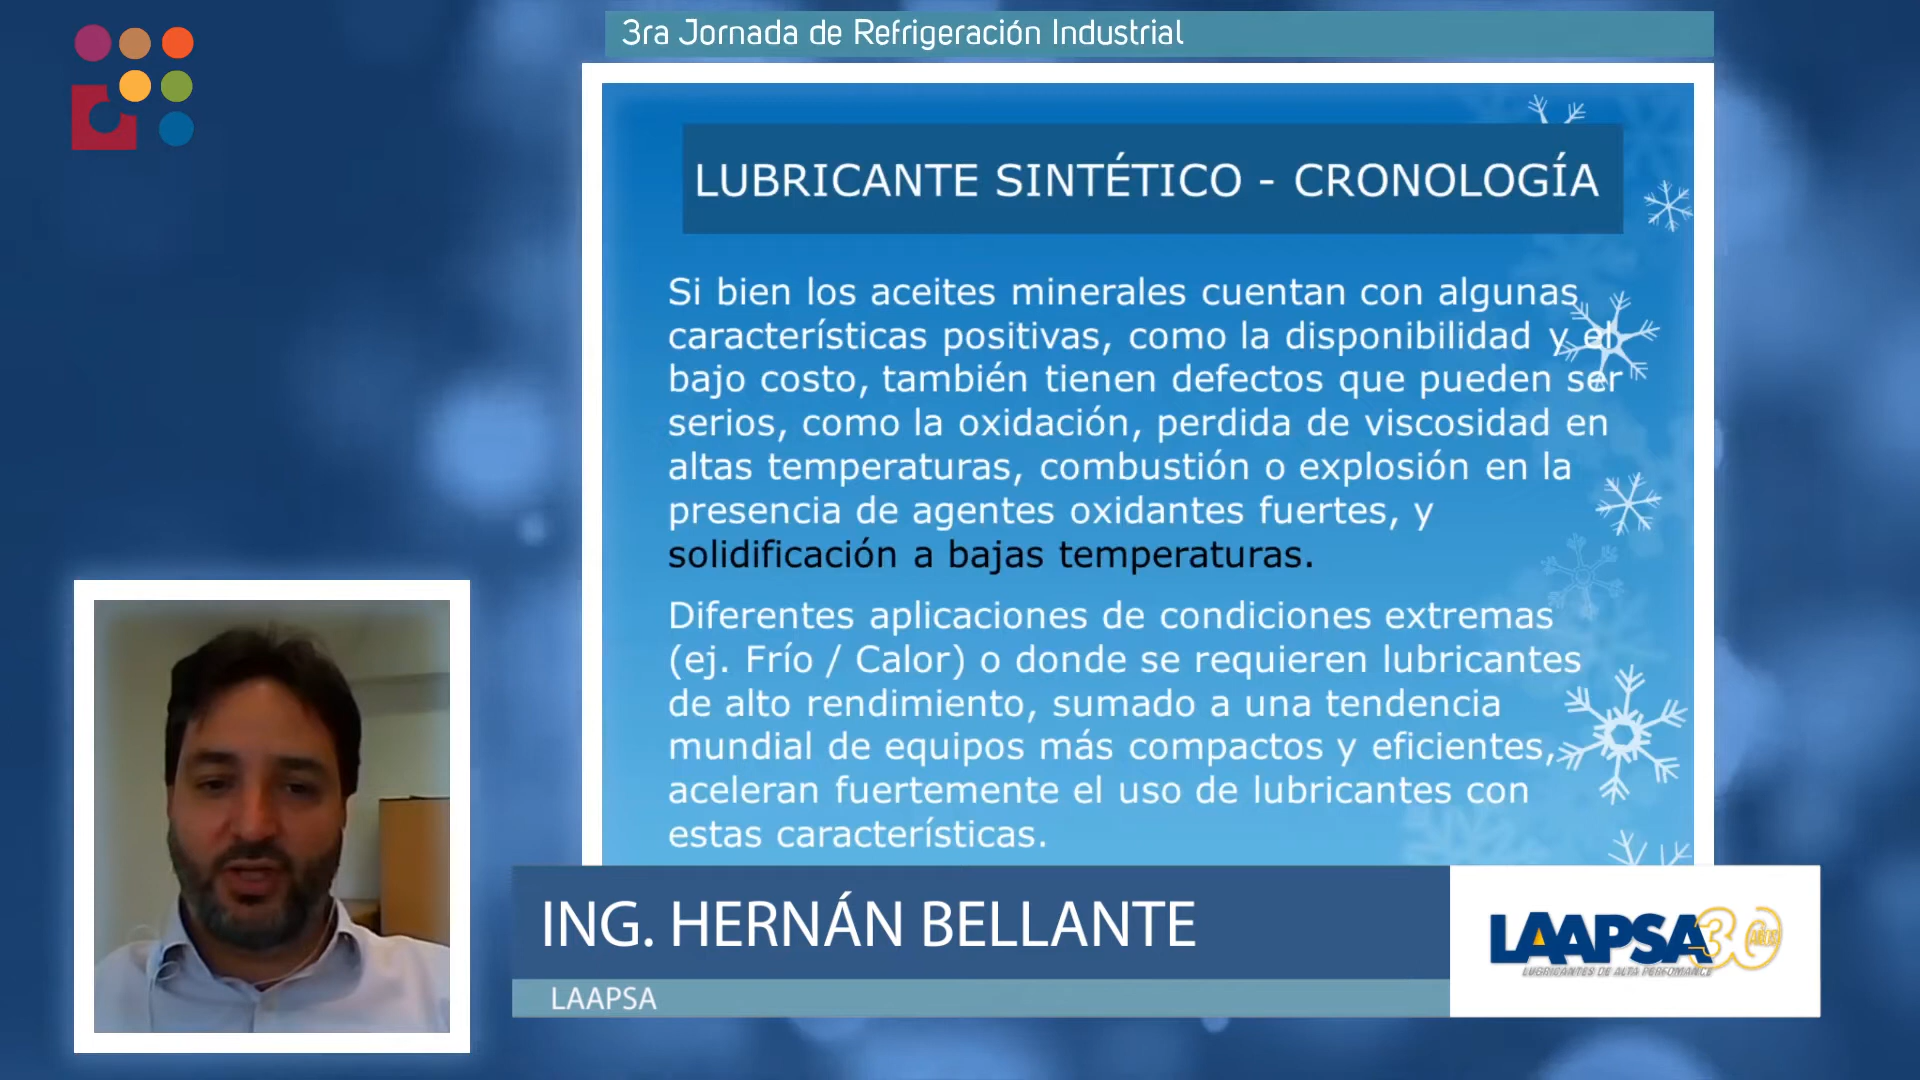 3ra Jornada de Refrigeración Industrial
LUBRICANTE SINTÉTICO - CRONOLOGÍA
Si bien los aceites minerales cuentan con algunas
características positivas, como la disponibilidad y el
bajo costo, también tienen defectos que pueden ser
serios, como la oxidación, perdida de viscosidad en
altas temperaturas, combustión o explosión en la
presencia de agentes oxidantes fuertes, y
solidificación a bajas temperaturas.
Diferentes aplicaciones de condiciones extremas
(ej. Frío / Calor) o donde se requieren lubricantes
de alto rendimiento, sumado a una tendencia
mundial de equipos más compactos y eficientes,
aceleran fuertemente el uso de lubricantes con
estas características.
ING. HERNÁN BELLANTE
LAAPSA
LAAPSA 30 AÑOS
LUBRICANTES DE ALTA PERFOMANCE